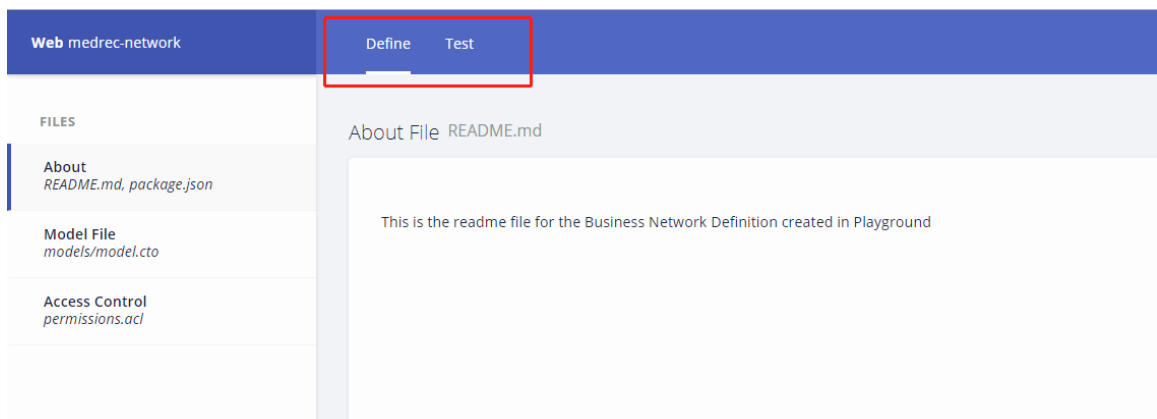 Web medrec-network
Define Test
FILES
About
README.md, package.json
Model File
models/model.cto
Access Control
permissions.acl
About File README.md
This is the readme file for the Business Network Definition created in Playground